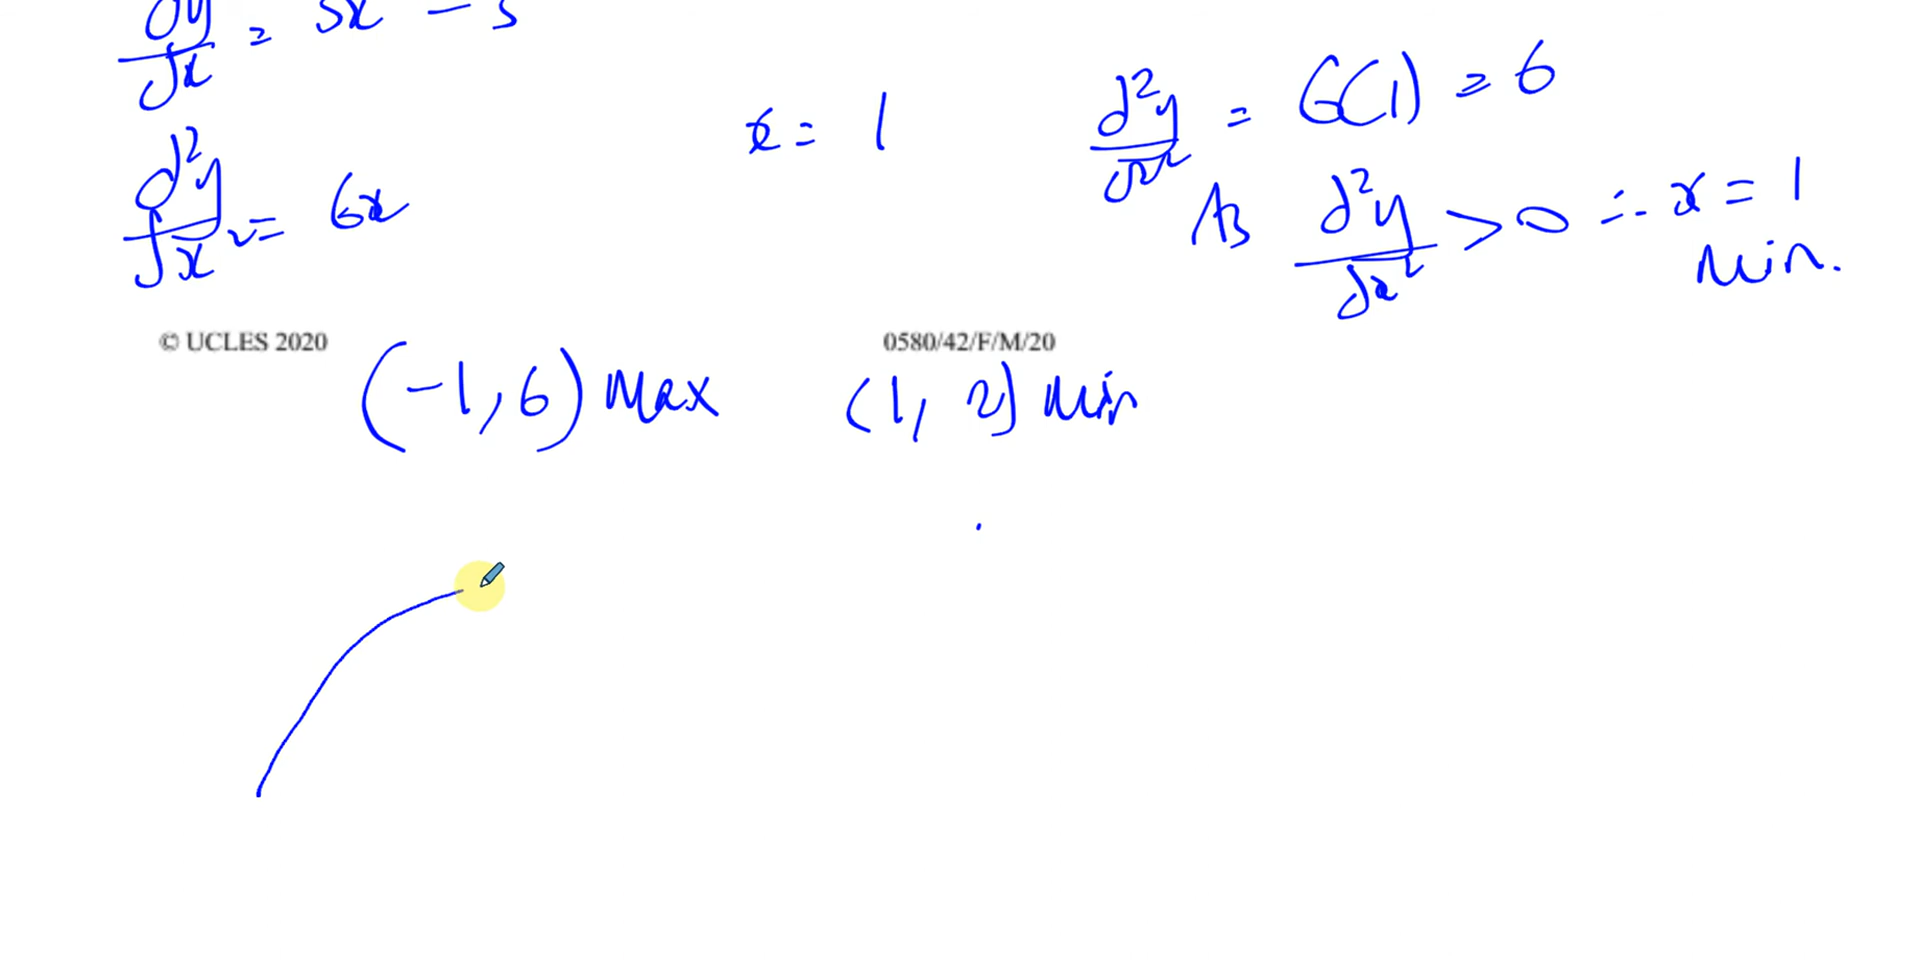 dy/dx = 3x - 3
x = 1
d²y/dx² = 6(1) = 6
d²y/dx² = 6x
As d²y/dx² > 0 ∴ x = 1
Min.
© UCLES 2020 0580/42/F/M/20
(-1, 6) Max (1, 2) Min